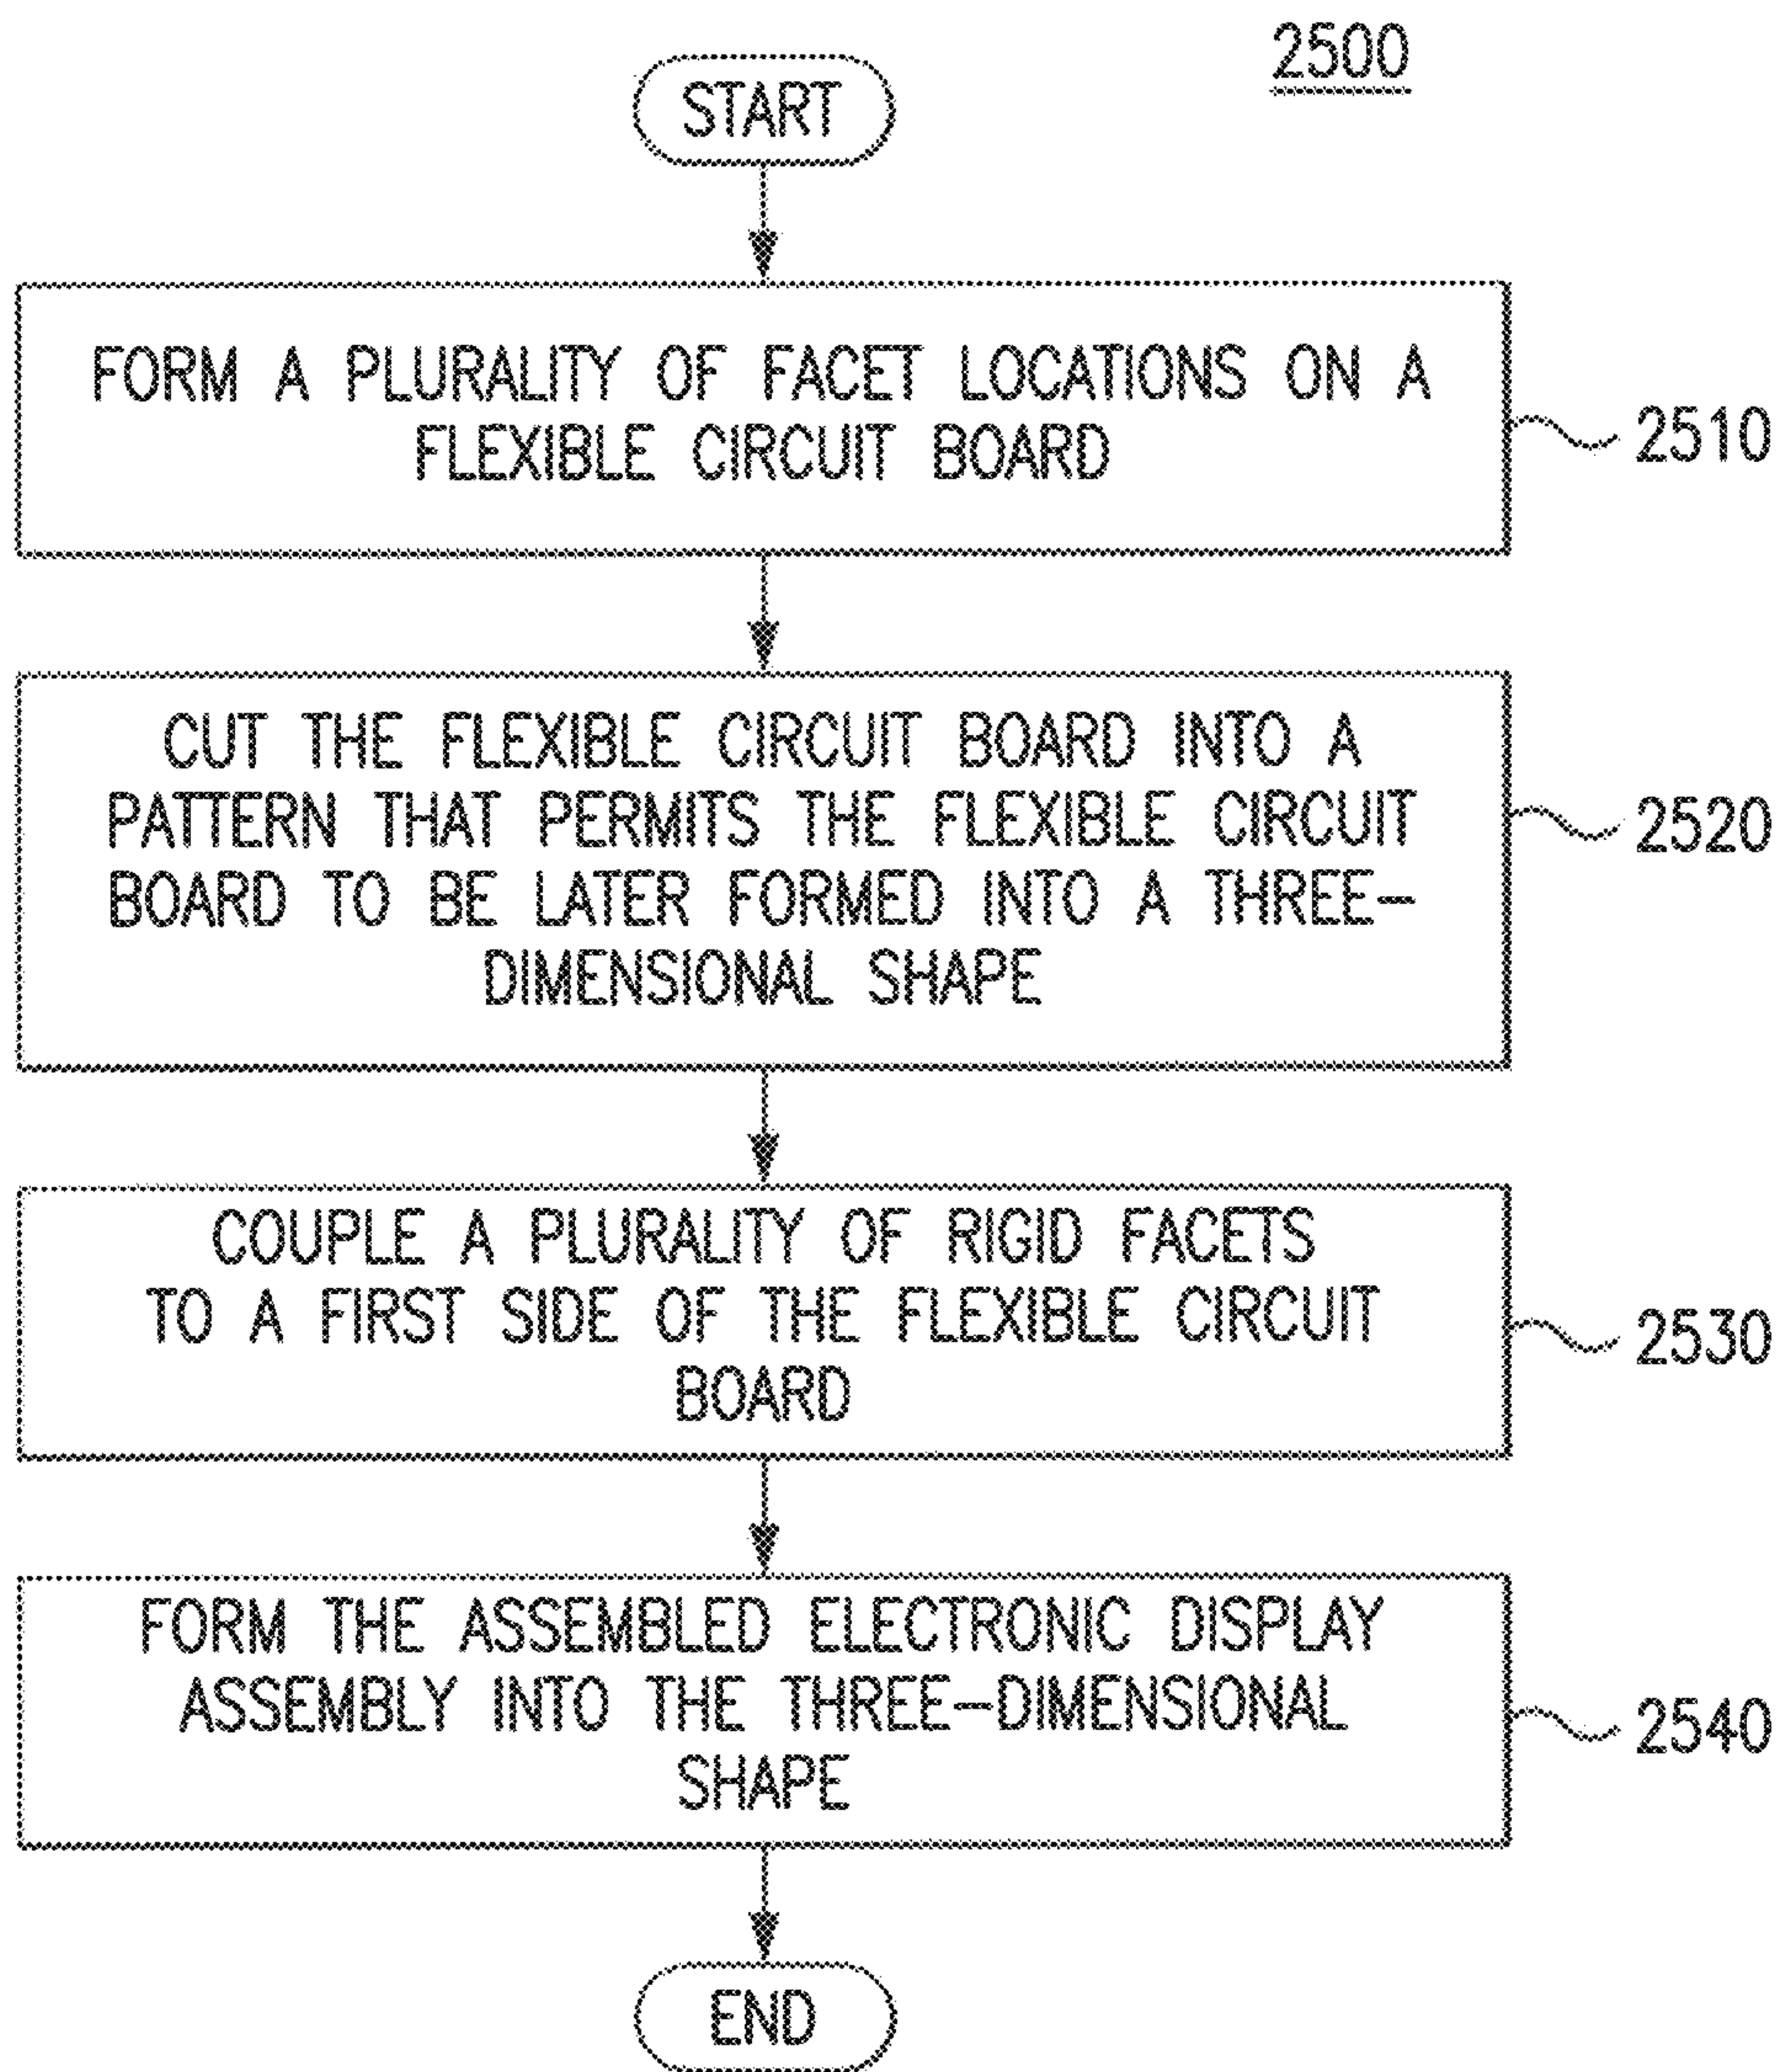 2500
START
FORM A PLURALITY OF FACET LOCATIONS ON A
FLEXIBLE CIRCUIT BOARD
2510
CUT THE FLEXIBLE CIRCUIT BOARD INTO A
PATTERN THAT PERMITS THE FLEXIBLE CIRCUIT
BOARD TO BE LATER FORMED INTO A THREE-
DIMENSIONAL SHAPE
2520
COUPLE A PLURALITY OF RIGID FACETS
TO A FIRST SIDE OF THE FLEXIBLE CIRCUIT
BOARD
2530
FORM THE ASSEMBLED ELECTRONIC DISPLAY
ASSEMBLY INTO THE THREE-DIMENSIONAL
SHAPE
2540
END